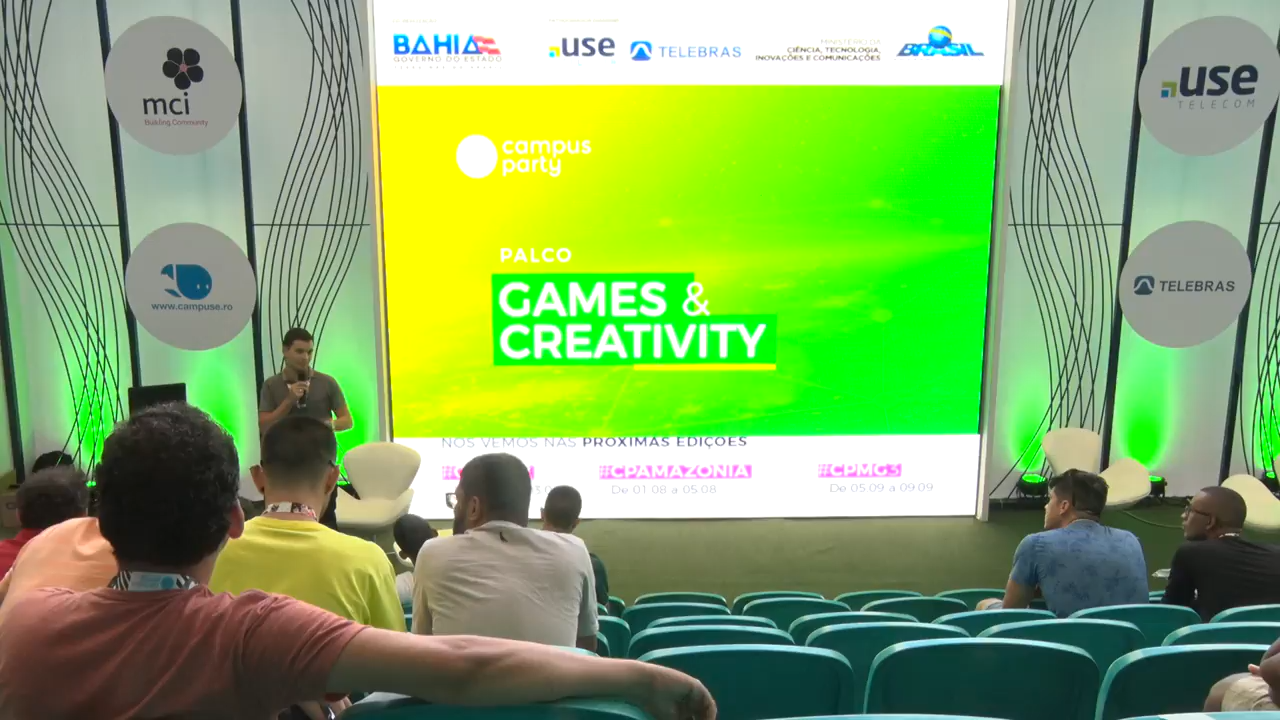 BAHIA
GOVERNO DO ESTADO
use
TELEBRAS
MINISTÉRIO DA
CIÊNCIA, TECNOLOGIA,
INOVAÇÕES E COMUNICAÇÕES
BRASIL
mci
Building Community
www.campuse.ro
campus
party
PALCO
GAMES &
CREATIVITY
NOS VEMOS NAS PRÓXIMAS EDIÇÕES
#CPAMAZONIA
De 01.08 a 05.08
#CPMG3
De 05.09 a 09.09
use
TELECOM
TELEBRAS